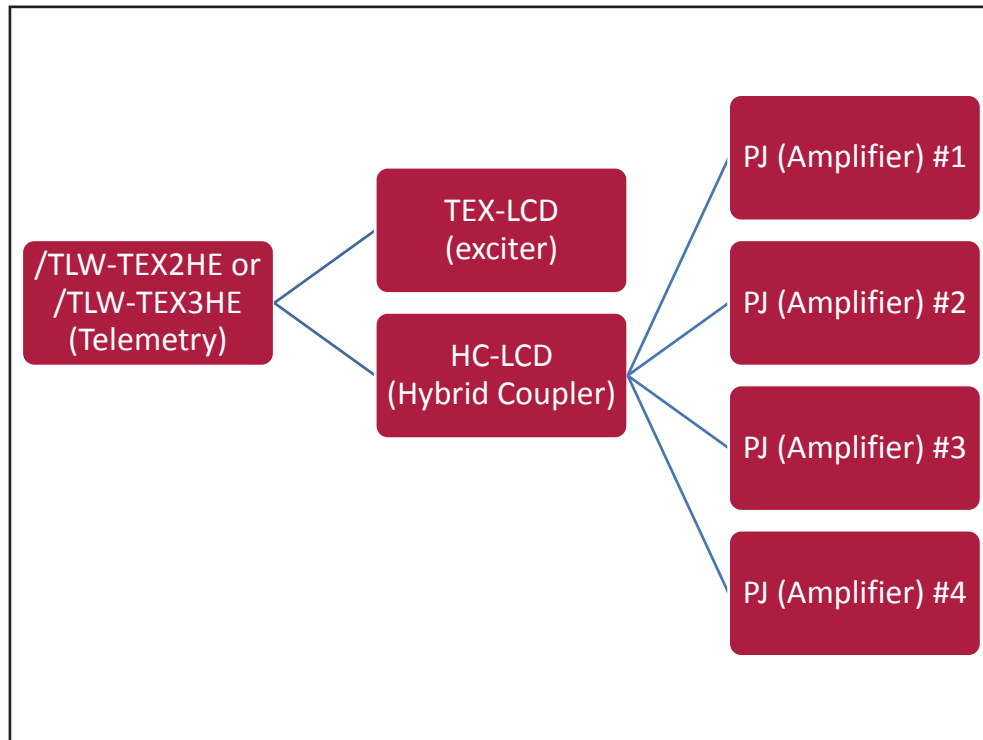 /TLW-TEX2HE or
/TLW-TEX3HE
(Telemetry)
TEX-LCD
(exciter)
HC-LCD
(Hybrid Coupler)
PJ (Amplifier) #1
PJ (Amplifier) #2
PJ (Amplifier) #3
PJ (Amplifier) #4